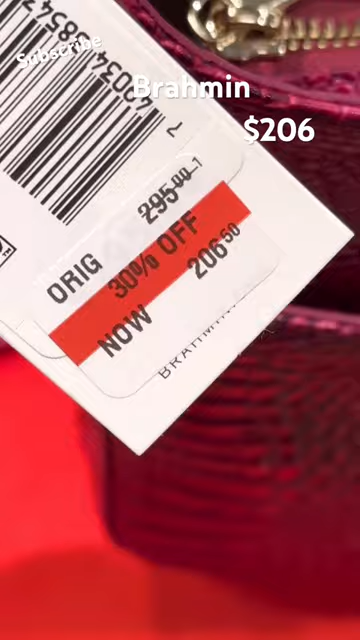 Subscribe
Brahmin
$206
ORIG 295.00
30% OFF
NOW 206.50
BRAHMIN